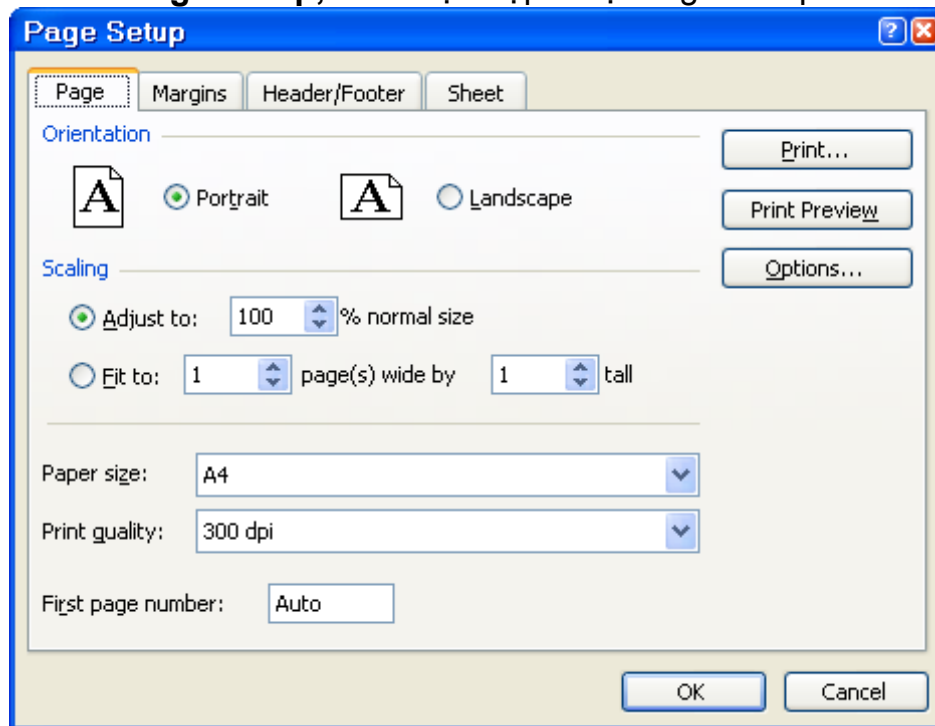 Page Setup
Page Margins Header/Footer Sheet
Orientation
Print...
A Portrait A Landscape
Print Preview
Scaling
Options...
Adjust to: 100 % normal size
Fit to: 1 page(s) wide by 1 tall
Paper size: A4
Print quality: 300 dpi
First page number: Auto
OK Cancel